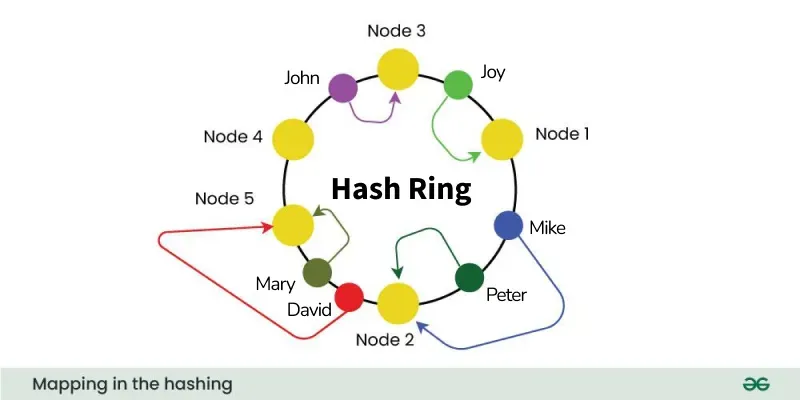 Node 3
John
Joy
Node 4
Node 1
Hash Ring
Node 5
Mike
Mary
David
Peter
Node 2
Mapping in the hashing